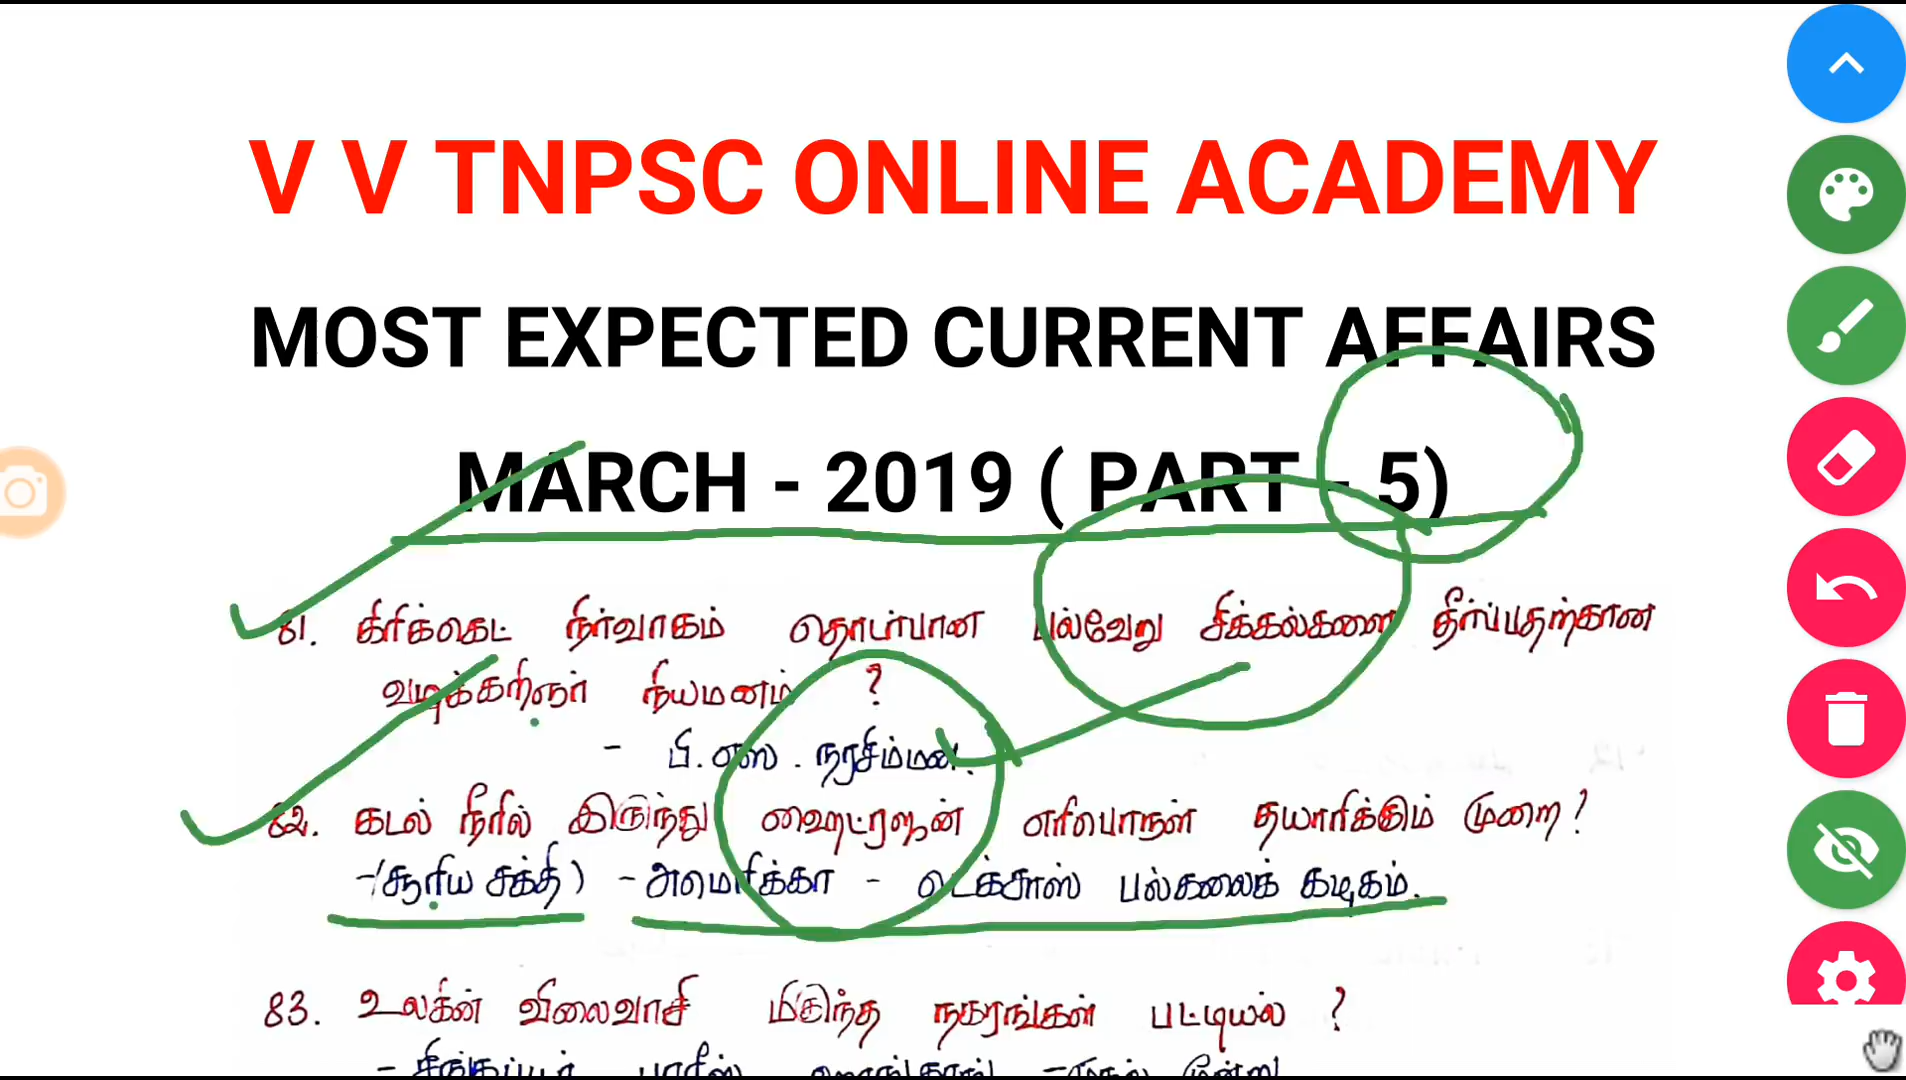 V V TNPSC ONLINE ACADEMY
MOST EXPECTED CURRENT AFFAIRS
MARCH - 2019 ( PART - 5)
81. கிரிக்கெட் நிர்வாகம் தொடர்பான பல்வேறு சிக்கல்களை தீர்ப்பதற்கான
வழக்கறிஞர் நியமனம் ?
- பி.எஸ். நரசிம்மன்.
82. கடல் நீரில் இருந்து ஹைட்ரஜன் எரிபொருள் தயாரிக்கும் முறை ?
- (சூரிய சக்தி) - அமெரிக்கா - டெக்சாஸ் பல்கலைக் கழகம்.
83. உலகின் விலைவாசி மிகுந்த நகரங்கள் பட்டியல் ?
- சிங்கப்பூர் பாரீஸ் ஹாங்காங் - முதல் மூன்று